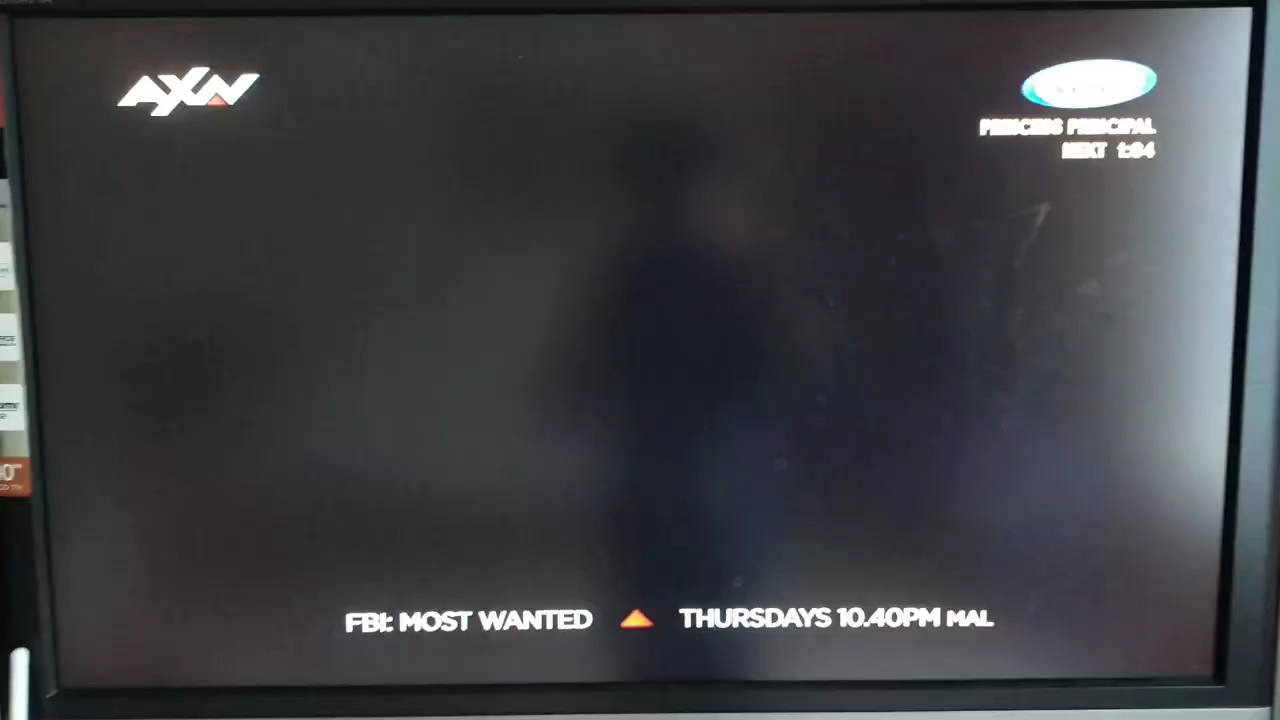 AXN
PRINCESS PRINCIPAL
NEXT 1:04
FBI: MOST WANTED THURSDAYS 10.40PM MAL